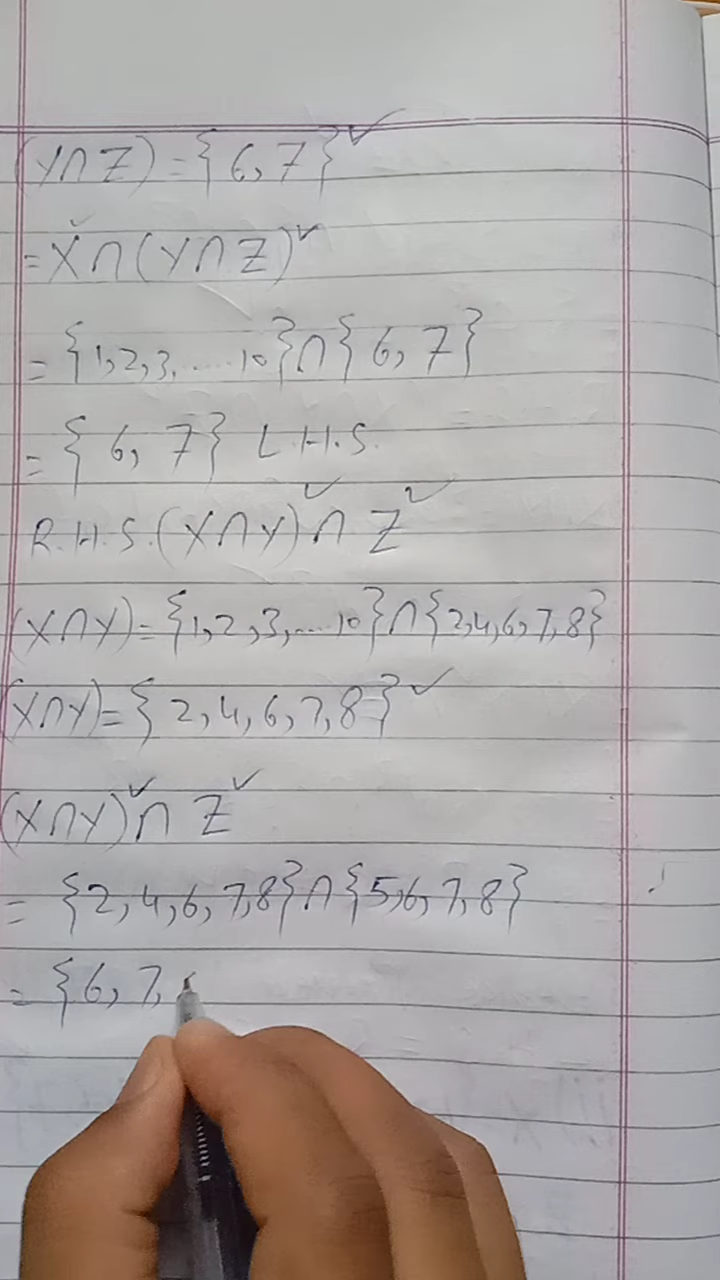 (Y∩Z) = {6, 7} ✓
= X∩(Y∩Z)
= {1, 2, 3, .....10}∩{6, 7}
= {6, 7} L.H.S.
R.H.S. (X∩Y)∩Z
(X∩Y) = {1, 2, 3, ....10}∩{2,4,6,7,8}
(X∩Y) = {2, 4, 6, 7, 8} ✓
(X∩Y)∩Z
= {2, 4, 6, 7, 8}∩{5,6,7,8}
= {6, 7,